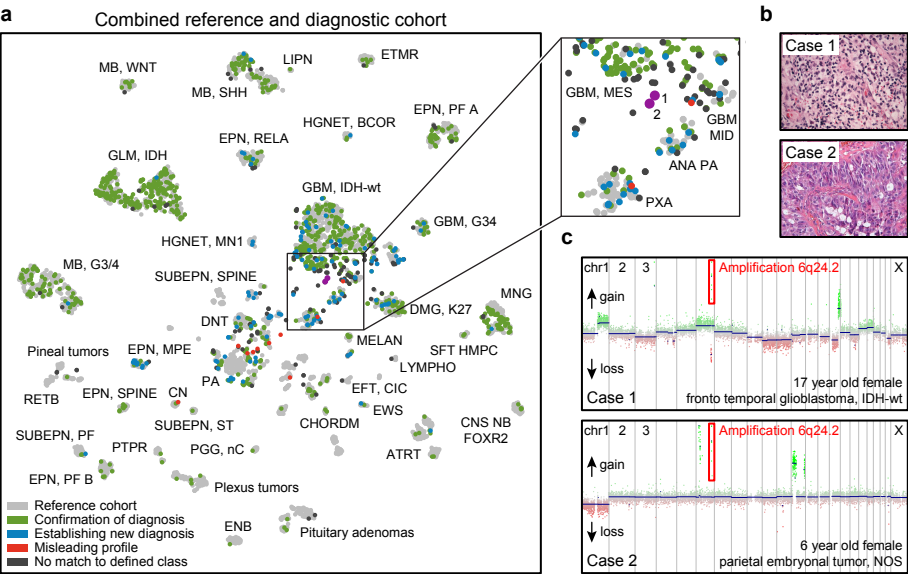 a
Combined reference and diagnostic cohort
MB, WNT
MB, SHH
LIPN
ETMR
EPN, RELA
HGNET, BCOR
EPN, PF A
GLM, IDH
GBM, IDH-wt
GBM, G34
HGNET, MN1
MB, G3/4
SUBEPN, SPINE
DNT
DMG, K27
MNG
MELAN
SFT HMPC
EPN, MPE
Pineal tumors
PA
LYMPHO
RETB
EPN, SPINE
CN
EFT, CIC
EWS
SUBEPN, ST
CHORDM
CNS NB
FOXR2
SUBEPN, PF
PTPR
PGG, nC
ATRT
EPN, PF B
Plexus tumors
ENB
Pituitary adenomas
Reference cohort
Confirmation of diagnosis
Establishing new diagnosis
Misleading profile
No match to defined class
GBM, MES
1
2
GBM
MID
ANA PA
PXA
b
Case 1
Case 2
c
chr1 2 3
Amplification 6q24.2
X
gain
loss
17 year old female
Case 1
fronto temporal glioblastoma, IDH-wt
chr1 2 3
Amplification 6q24.2
X
gain
loss
6 year old female
Case 2
parietal embryonal tumor, NOS